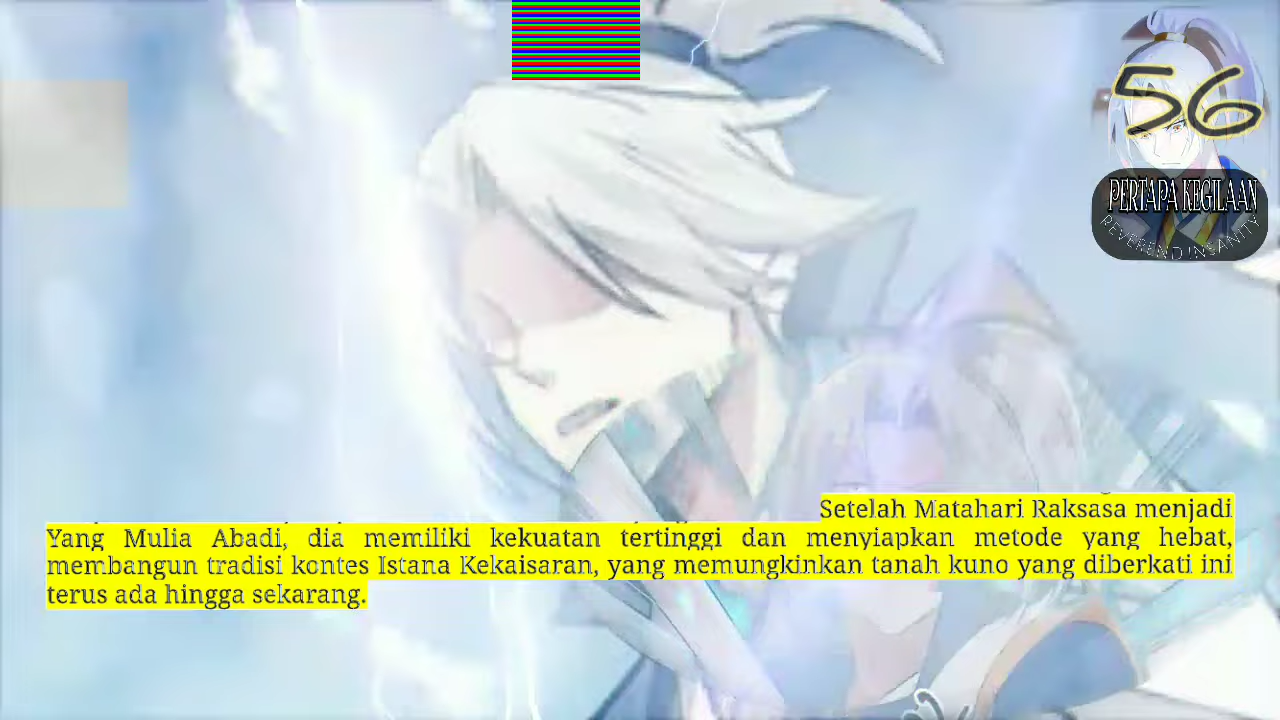 56
PERTAPA KEGILAAN
REVEREND INSANITY
Setelah Matahari Raksasa menjadi
Yang Mulia Abadi, dia memiliki kekuatan tertinggi dan menyiapkan metode yang hebat,
membangun tradisi kontes Istana Kekaisaran, yang memungkinkan tanah kuno yang diberkati ini
terus ada hingga sekarang.